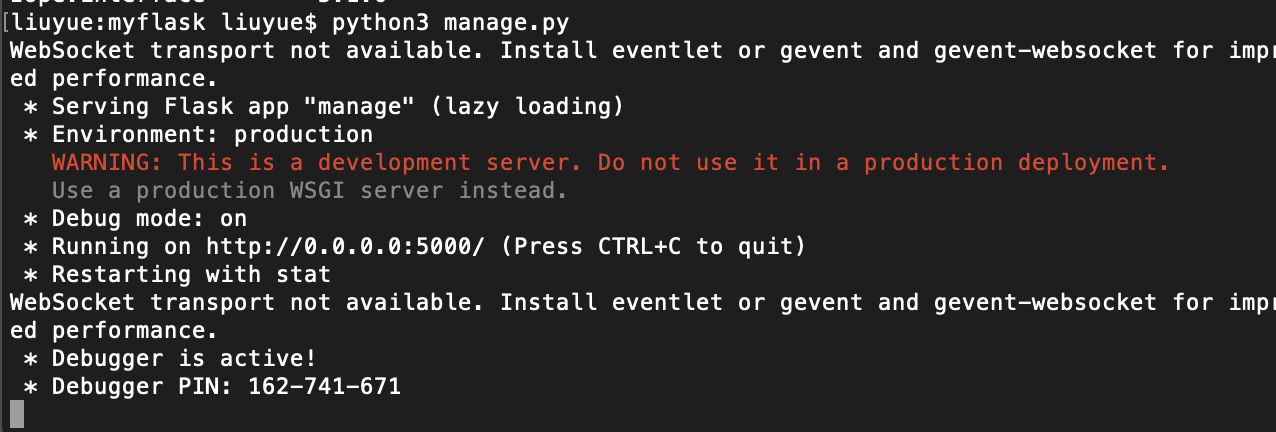 [liuyue:myflask liuyue$ python3 manage.py
WebSocket transport not available. Install eventlet or gevent and gevent-websocket for impr
ed performance.
 * Serving Flask app "manage" (lazy loading)
 * Environment: production
   WARNING: This is a development server. Do not use it in a production deployment.
   Use a production WSGI server instead.
 * Debug mode: on
 * Running on http://0.0.0.0:5000/ (Press CTRL+C to quit)
 * Restarting with stat
WebSocket transport not available. Install eventlet or gevent and gevent-websocket for impr
ed performance.
 * Debugger is active!
 * Debugger PIN: 162-741-671